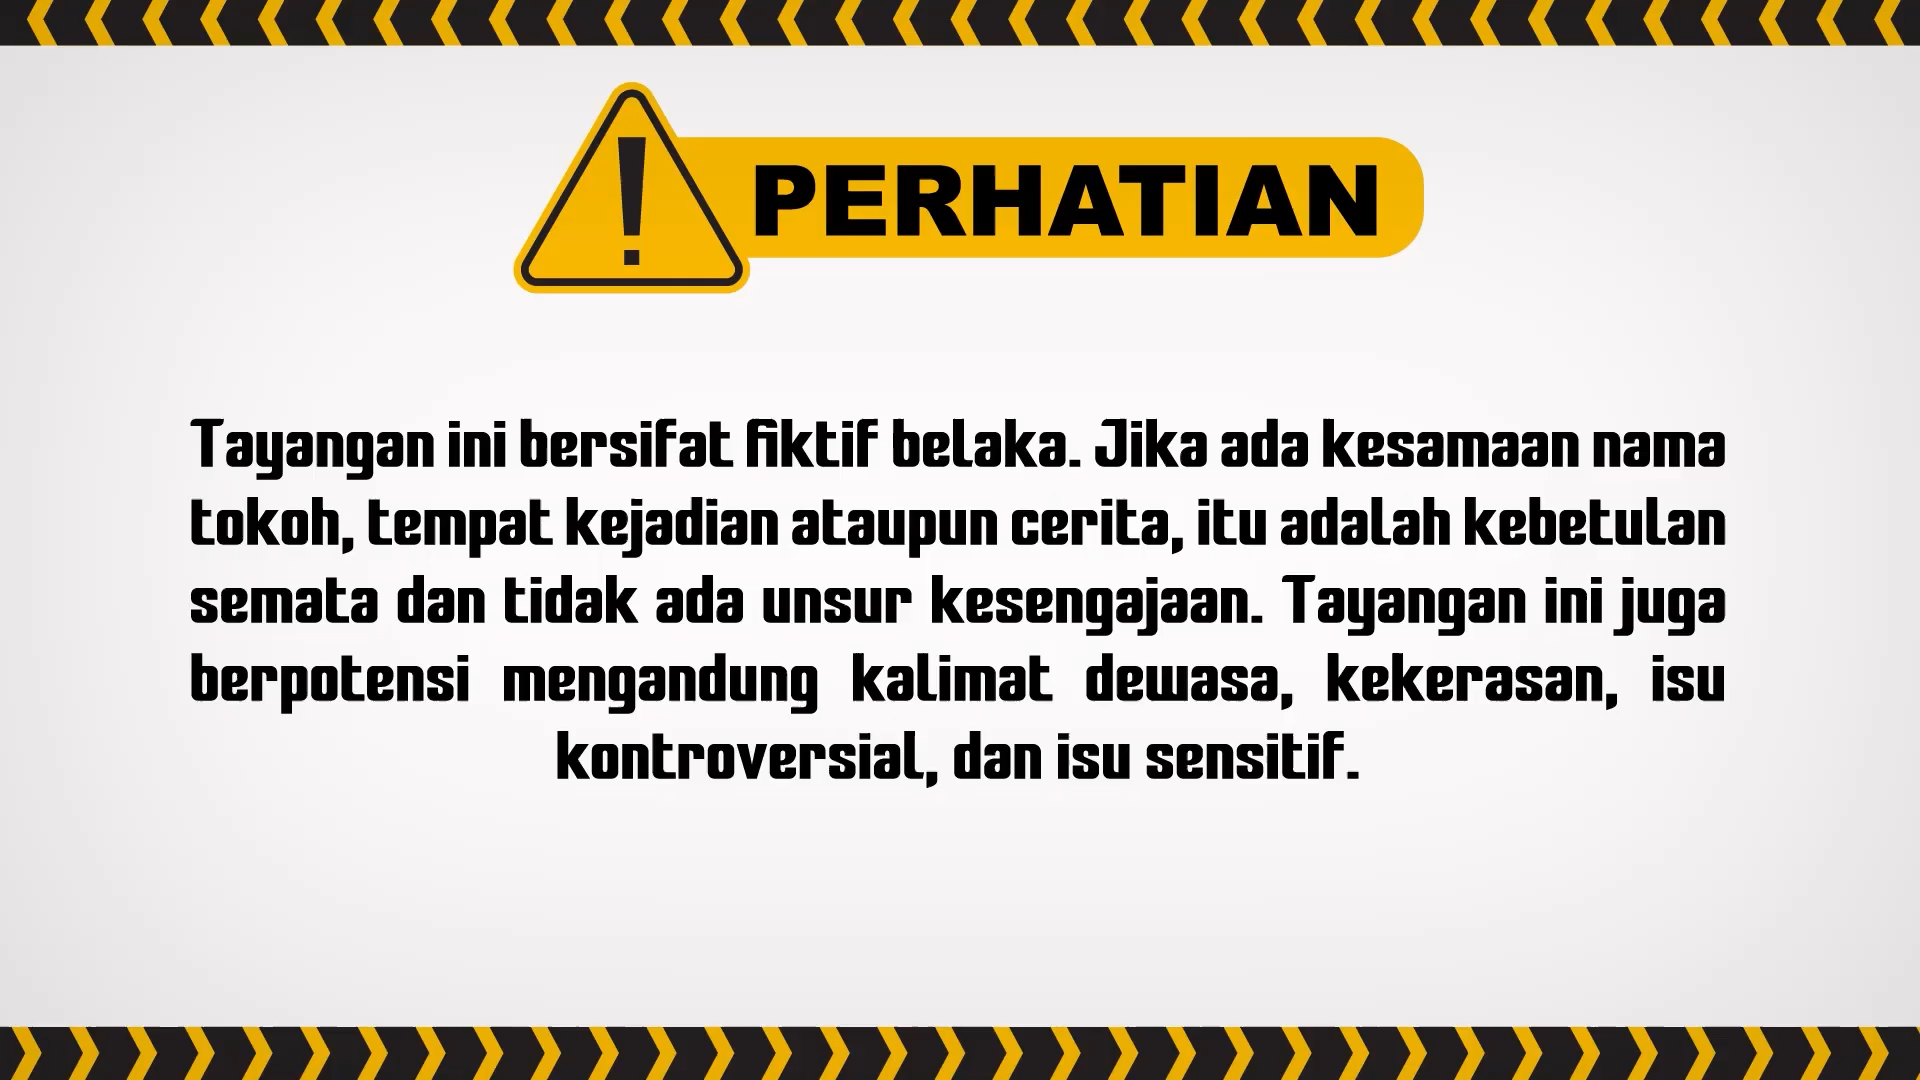 PERHATIAN
Tayangan ini bersifat fiktif belaka. Jika ada kesamaan nama
tokoh, tempat kejadian ataupun cerita, itu adalah kebetulan
semata dan tidak ada unsur kesengajaan. Tayangan ini juga
berpotensi mengandung kalimat dewasa, kekerasan, isu
kontroversial, dan isu sensitif.